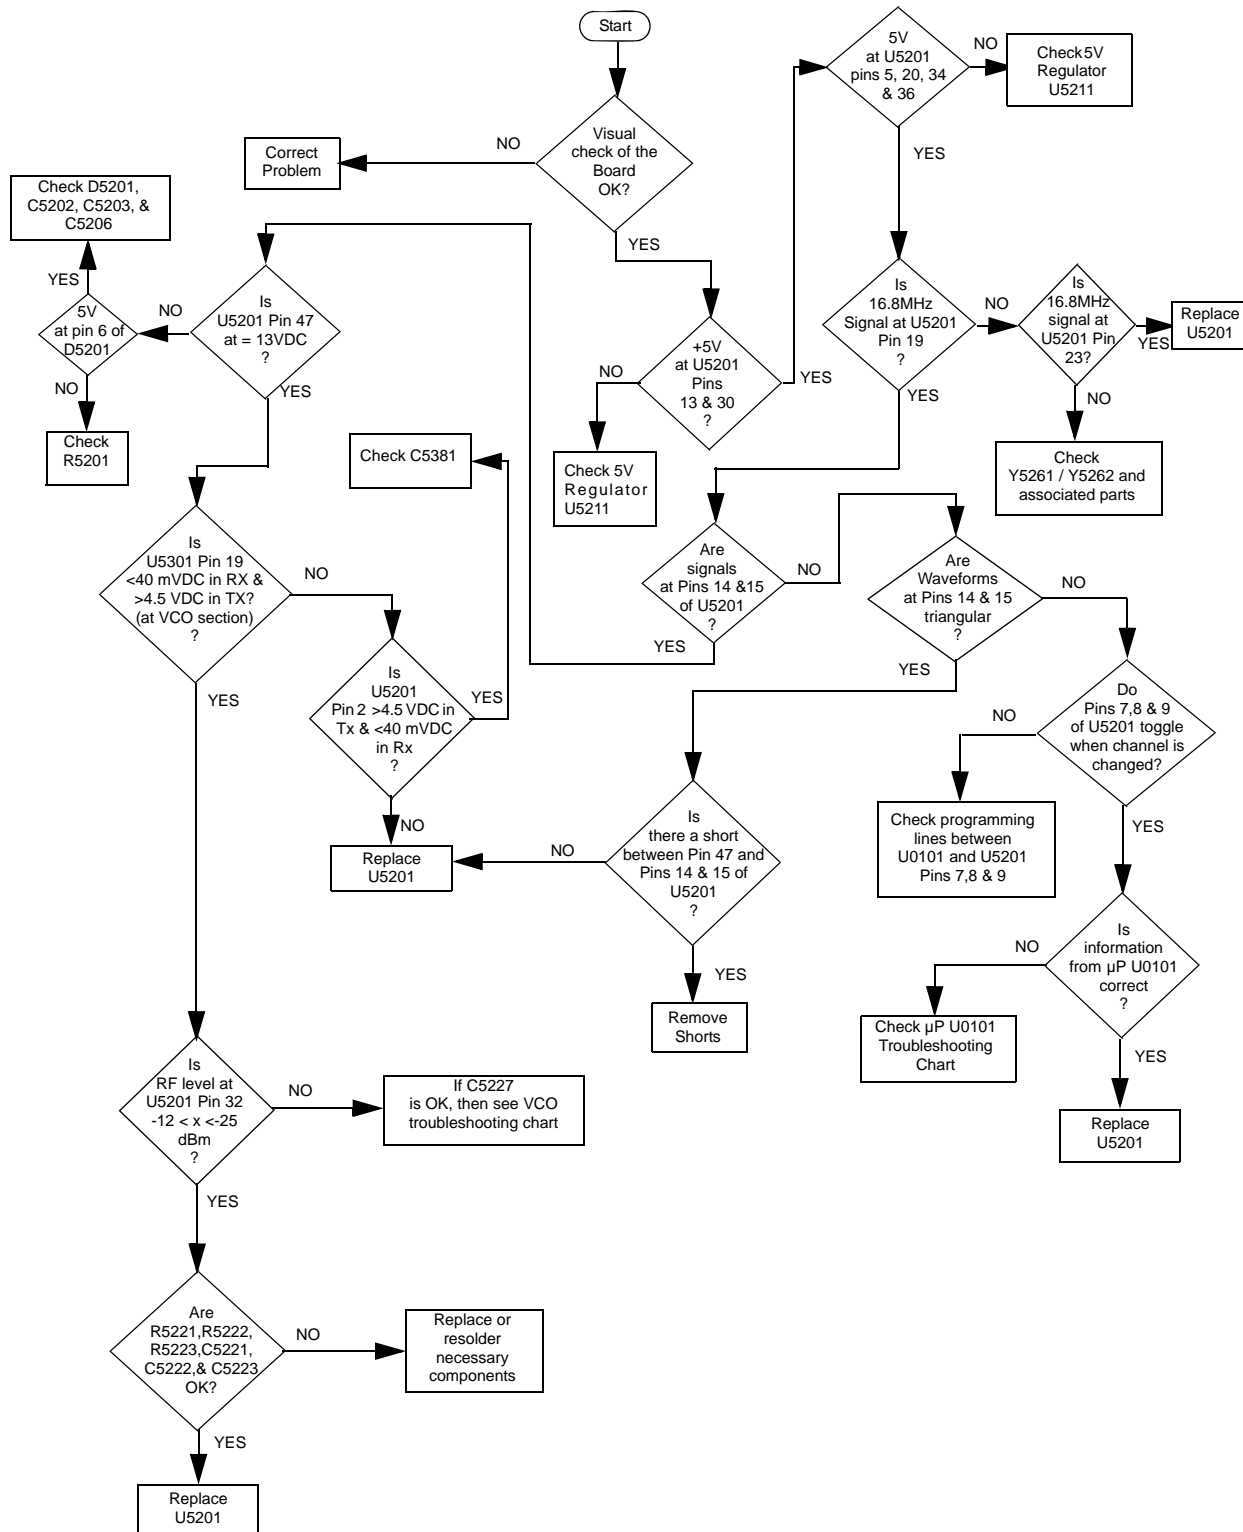 Start
NO
Visual
check of the
Board
OK?
YES
Correct
Problem
5V
at U5201
pins 5, 20, 34
& 36
NO
Check 5V
Regulator
U5211
YES
Check D5201,
C5202, C5203, &
C5206
YES
5V
at pin 6 of
D5201
NO
Check
R5201
NO
Is
U5201 Pin 47
at = 13VDC
?
YES
+5V
at U5201
Pins
13 & 30
?
NO
YES
Check 5V
Regulator
U5211
Is
16.8MHz
Signal at U5201
Pin 19
?
NO
YES
Is
16.8MHz
signal at
U5201 Pin
23?
YES
Replace
U5201
NO
Check
Y5261 / Y5262 and
associated parts
Check C5381
Is
U5301 Pin 19
<40 mVDC in RX &
>4.5 VDC in TX?
(at VCO section)
?
NO
YES
Is
U5201
Pin 2 >4.5 VDC in
Tx & <40 mVDC
in Rx
?
YES
NO
Replace
U5201
Are
signals
at Pins 14 &15
of U5201
?
NO
YES
Are
Waveforms
at Pins 14 & 15
triangular
?
NO
YES
Is
there a short
between Pin 47 and
Pins 14 & 15 of
U5201
?
NO
YES
Remove
Shorts
Do
Pins 7,8 & 9
of U5201 toggle
when channel is
changed?
NO
YES
Check programming
lines between
U0101 and U5201
Pins 7,8 & 9
Is
information
from µP U0101
correct
?
NO
YES
Check µP U0101
Troubleshooting
Chart
Replace
U5201
Is
RF level at
U5201 Pin 32
-12 < x <-25
dBm
?
NO
YES
If C5227
is OK, then see VCO
troubleshooting chart
Are
R5221,R5222,
R5223,C5221,
C5222,& C5223
OK?
NO
YES
Replace or
resolder
necessary
components
Replace
U5201